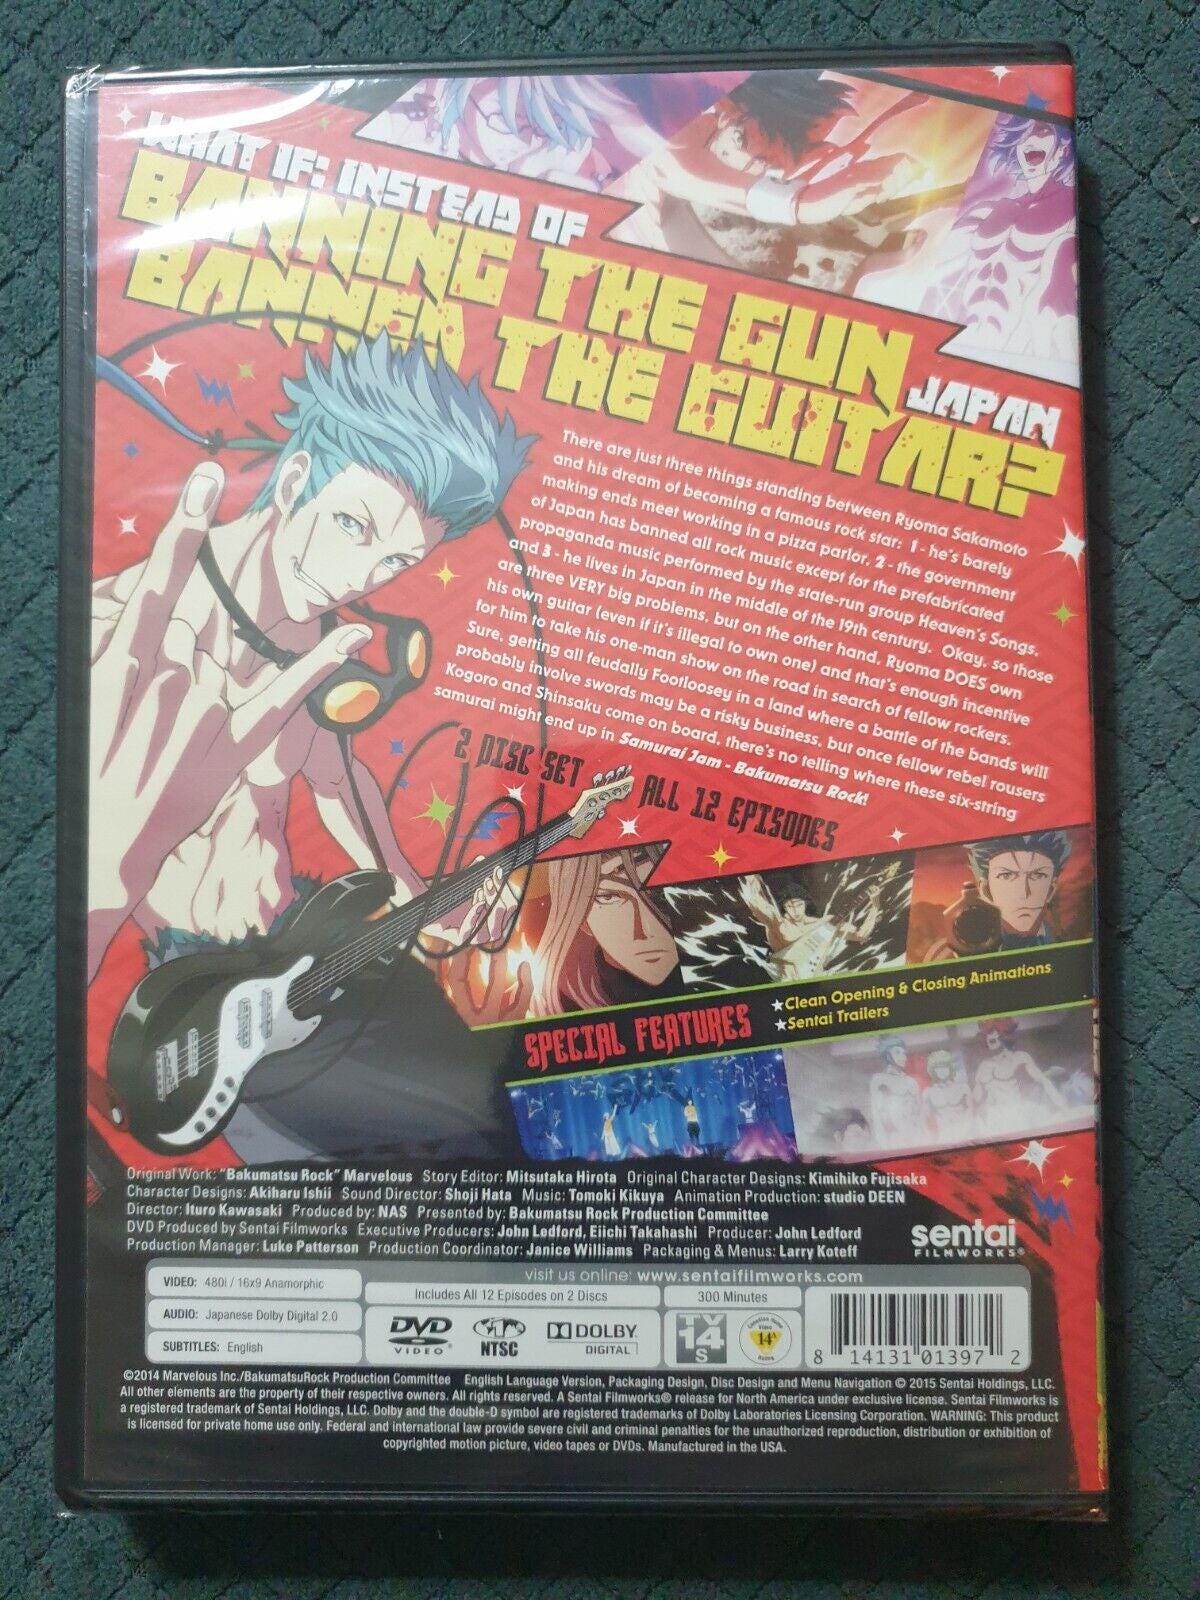 WHAT IF: INSTEAD OF
BANNING THE GUN JAPAN
BANNED THE GUITAR?
There are just three things standing between Ryoma Sakamoto
and his dream of becoming a famous rock star: 1 - he's barely
making ends meet working in a pizza parlor, 2 - the government
of Japan has banned all rock music except for the prefabricated
propaganda music performed by the state-run group Heaven's Songs,
and 3 - he lives in Japan in the middle of the 19th century. Okay, so those
are three VERY big problems, but on the other hand, Ryoma DOES own
his own guitar (even if it's illegal to own one) and that's enough incentive
for him to take his one-man show on the road in search of fellow rockers.
Sure, getting all feudally Footloosey in a land where a battle of the bands will
probably involve swords may be a risky business, but once fellow rebel rousers
Kogoro and Shinsaku come on board, there's no telling where these six-string
samurai might end up in Samurai Jam - Bakumatsu Rock!
2 DISC SET ALL 12 EPISODES
SPECIAL FEATURES
★Clean Opening & Closing Animations
★Sentai Trailers
Original Work: "Bakumatsu Rock" Marvelous Story Editor: Mitsutaka Hirota Original Character Designs: Kimihiko Fujisaka
Character Designs: Akiharu Ishii Sound Director: Shoji Hata Music: Tomoki Kikuya Animation Production: studio DEEN
Director: Ituro Kawasaki Produced by: NAS Presented by: Bakumatsu Rock Production Committee
DVD Produced by Sentai Filmworks Executive Producers: John Ledford, Eiichi Takahashi Producer: John Ledford
Production Manager: Luke Patterson Production Coordinator: Janice Williams Packaging & Menus: Larry Koteff
sentai
FILMWORKS®
visit us online: www.sentaifilmworks.com
VIDEO: 480i / 16x9 Anamorphic
AUDIO: Japanese Dolby Digital 2.0
SUBTITLES: English
Includes All 12 Episodes on 2 Discs
300 Minutes
DVD
VIDEO
NTSC
DOLBY
DIGITAL
TV
14
S
Canadian Home
Video
14A
8 14131 01397 2
©2014 Marvelous Inc./BakumatsuRock Production Committee English Language Version, Packaging Design, Disc Design and Menu Navigation © 2015 Sentai Holdings, LLC.
All other elements are the property of their respective owners. All rights reserved. A Sentai Filmworks® release for North America under exclusive license. Sentai Filmworks is
a registered trademark of Sentai Holdings, LLC. Dolby and the double-D symbol are registered trademarks of Dolby Laboratories Licensing Corporation. WARNING: This product
is licensed for private home use only. Federal and international law provide severe civil and criminal penalties for the unauthorized reproduction, distribution or exhibition of
copyrighted motion picture, video tapes or DVDs. Manufactured in the USA.